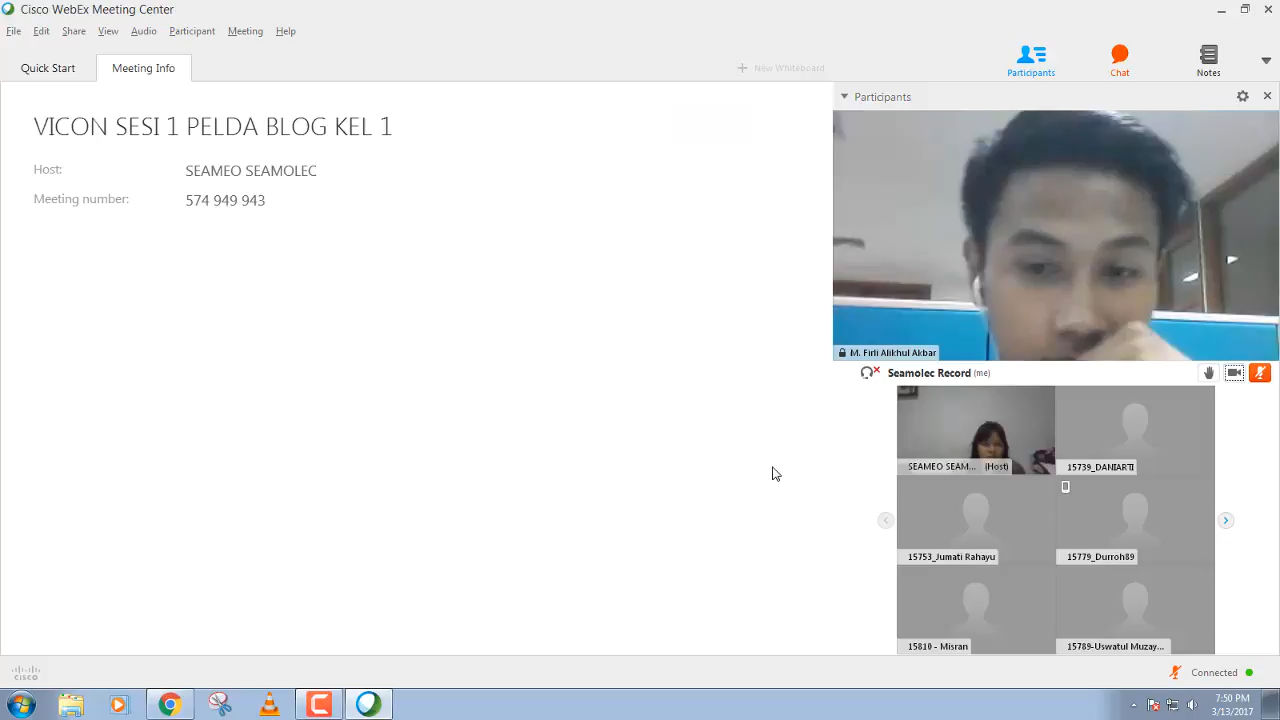 Cisco WebEx Meeting Center
File Edit Share View Audio Participant Meeting Help
Quick Start
Meeting Info
New Whiteboard
Participants
Chat
Notes
Participants
VICON SESI 1 PELDA BLOG KEL 1
Host: SEAMEO SEAMOLEC
Meeting number: 574 949 943
M. Firli Alikhul Akbar
Seamolec Record (me)
SEAMEO SEAM... (Host)
15739_DANIARTI
15753_Jumati Rahayu
15779_Durroh89
15810 - Misran
15789-Uswatul Muzay...
cisco
Connected
7:50 PM
3/13/2017